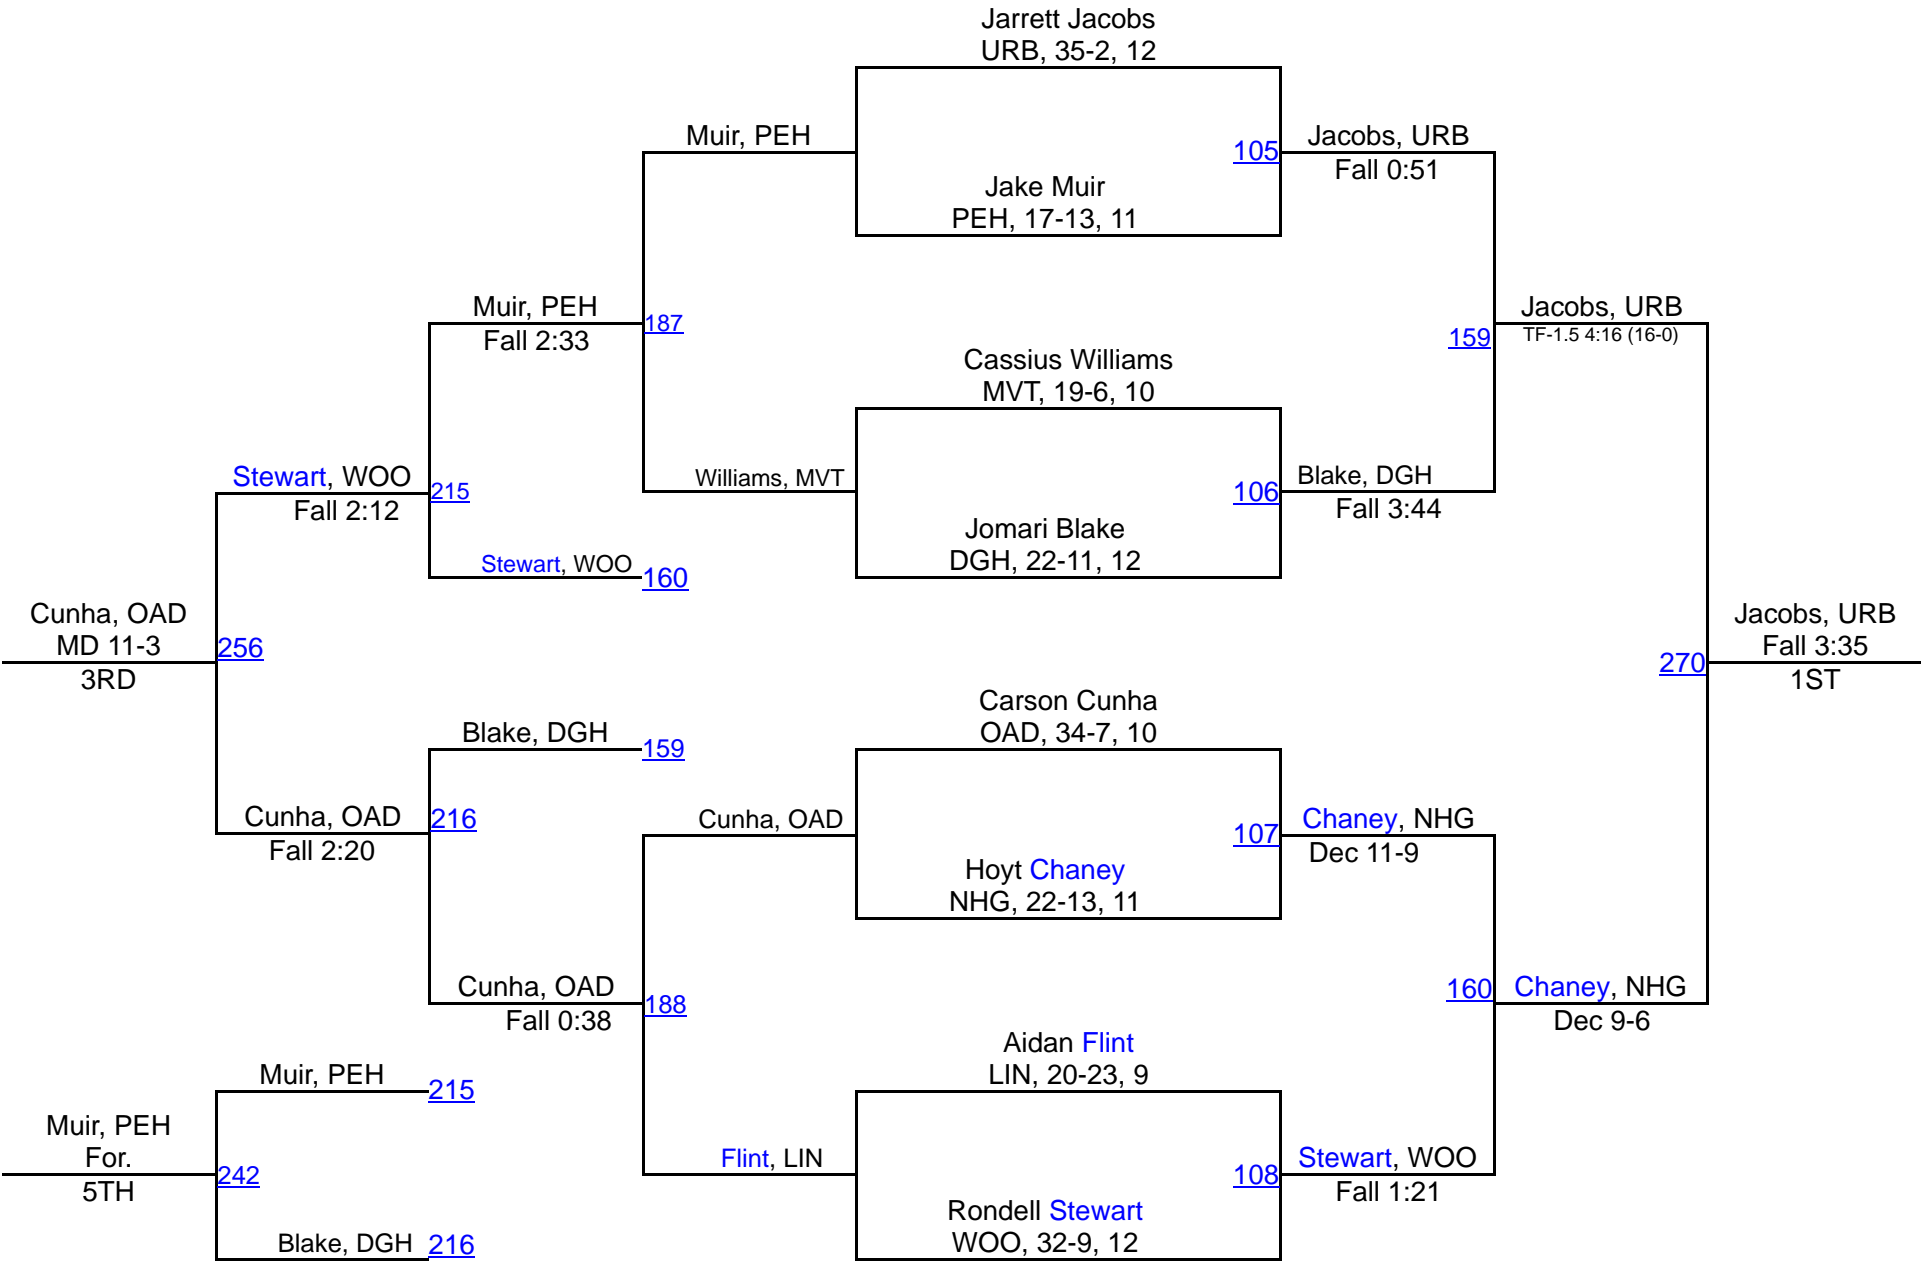 Jarrett Jacobs
URB, 35-2, 12
Muir, PEH
105
Jacobs, URB
Fall 0:51
Jake Muir
PEH, 17-13, 11
Muir, PEH
Fall 2:33
187
Jacobs, URB
TF-1.5 4:16 (16-0)
159
Cassius Williams
MVT, 19-6, 10
Stewart, WOO
Fall 2:12
215
Williams, MVT
106
Blake, DGH
Fall 3:44
Jomari Blake
DGH, 22-11, 12
Stewart, WOO
160
Cunha, OAD
MD 11-3
3RD
256
Jacobs, URB
Fall 3:35
1ST
270
Carson Cunha
OAD, 34-7, 10
Blake, DGH
159
Cunha, OAD
Fall 2:20
216
Cunha, OAD
107
Chaney, NHG
Dec 11-9
Hoyt Chaney
NHG, 22-13, 11
Cunha, OAD
Fall 0:38
188
160
Chaney, NHG
Dec 9-6
Aidan Flint
LIN, 20-23, 9
Muir, PEH
215
Muir, PEH
For.
5TH
242
Flint, LIN
108
Stewart, WOO
Fall 1:21
Rondell Stewart
WOO, 32-9, 12
Blake, DGH
216